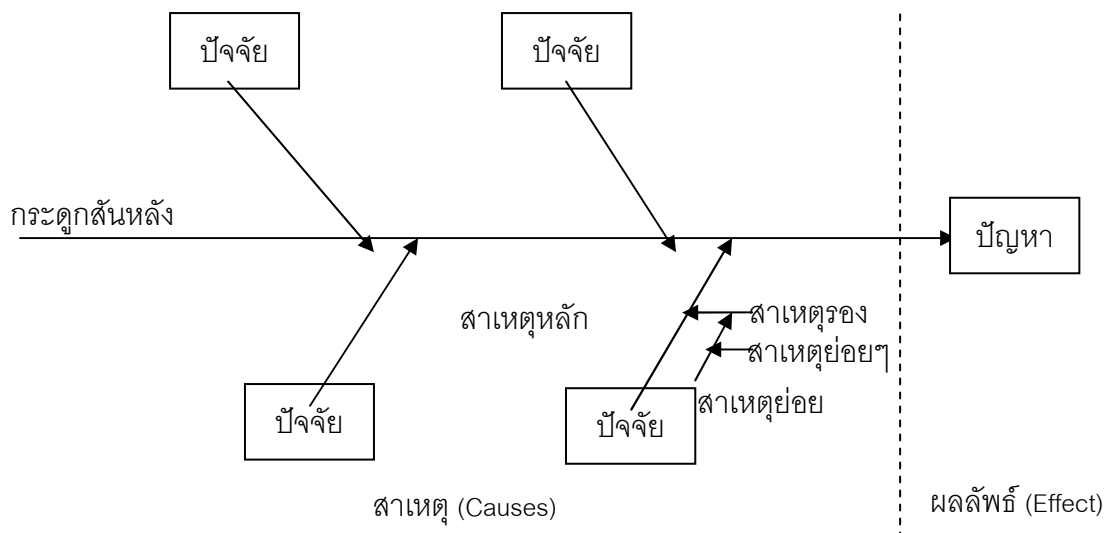 ปัจจัย
ปัจจัย
กระดูกสันหลัง
ปัญหา
สาเหตุหลัก
สาเหตุรอง
สาเหตุย่อยๆ
สาเหตุย่อย
ปัจจัย
ปัจจัย
สาเหตุ (Causes)
ผลลัพธ์ (Effect)